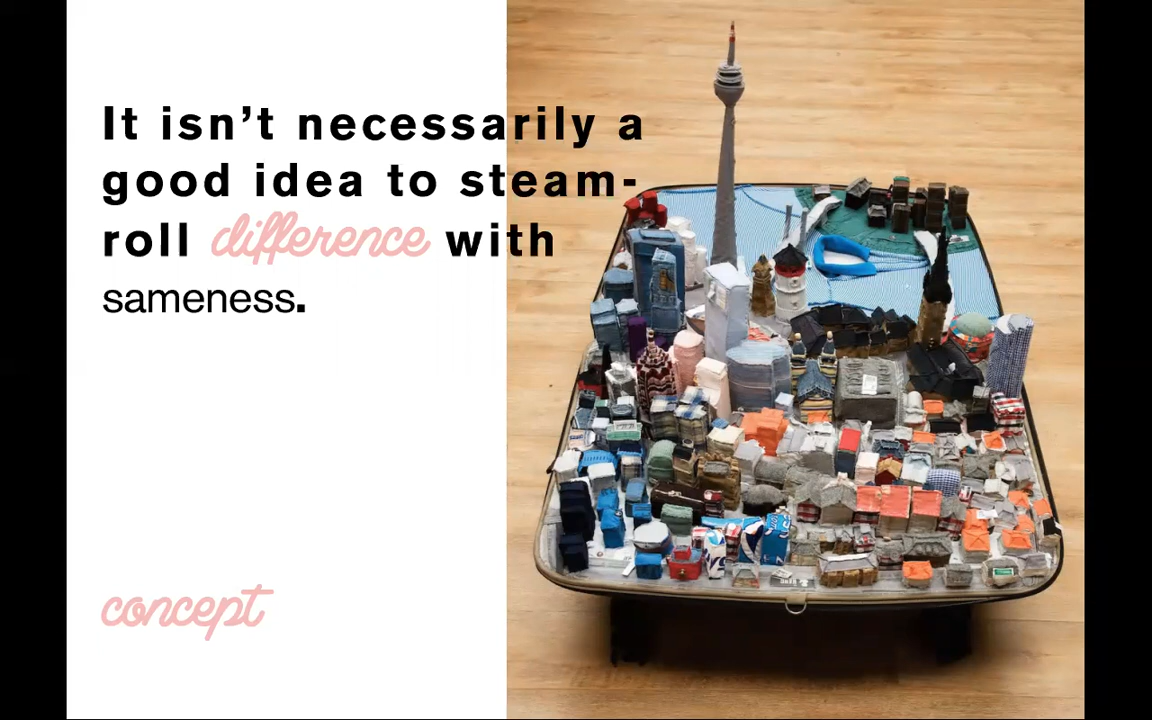 It isn’t necessarily a
good idea to steam-
roll difference with
sameness.
concept